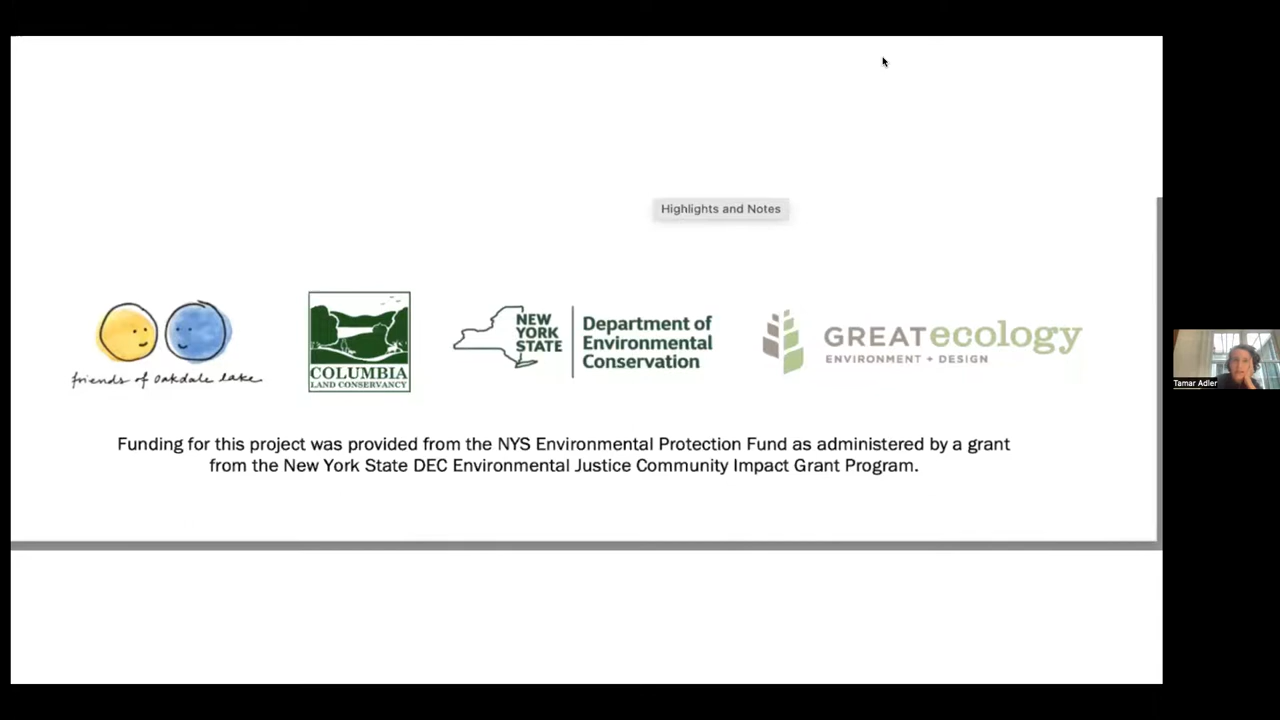 Highlights and Notes
friends of Oakdale lake
COLUMBIA
LAND CONSERVANCY
NEW
YORK
STATE
Department of
Environmental
Conservation
GREATecology
ENVIRONMENT + DESIGN
Funding for this project was provided from the NYS Environmental Protection Fund as administered by a grant
from the New York State DEC Environmental Justice Community Impact Grant Program.
Tamar Adler